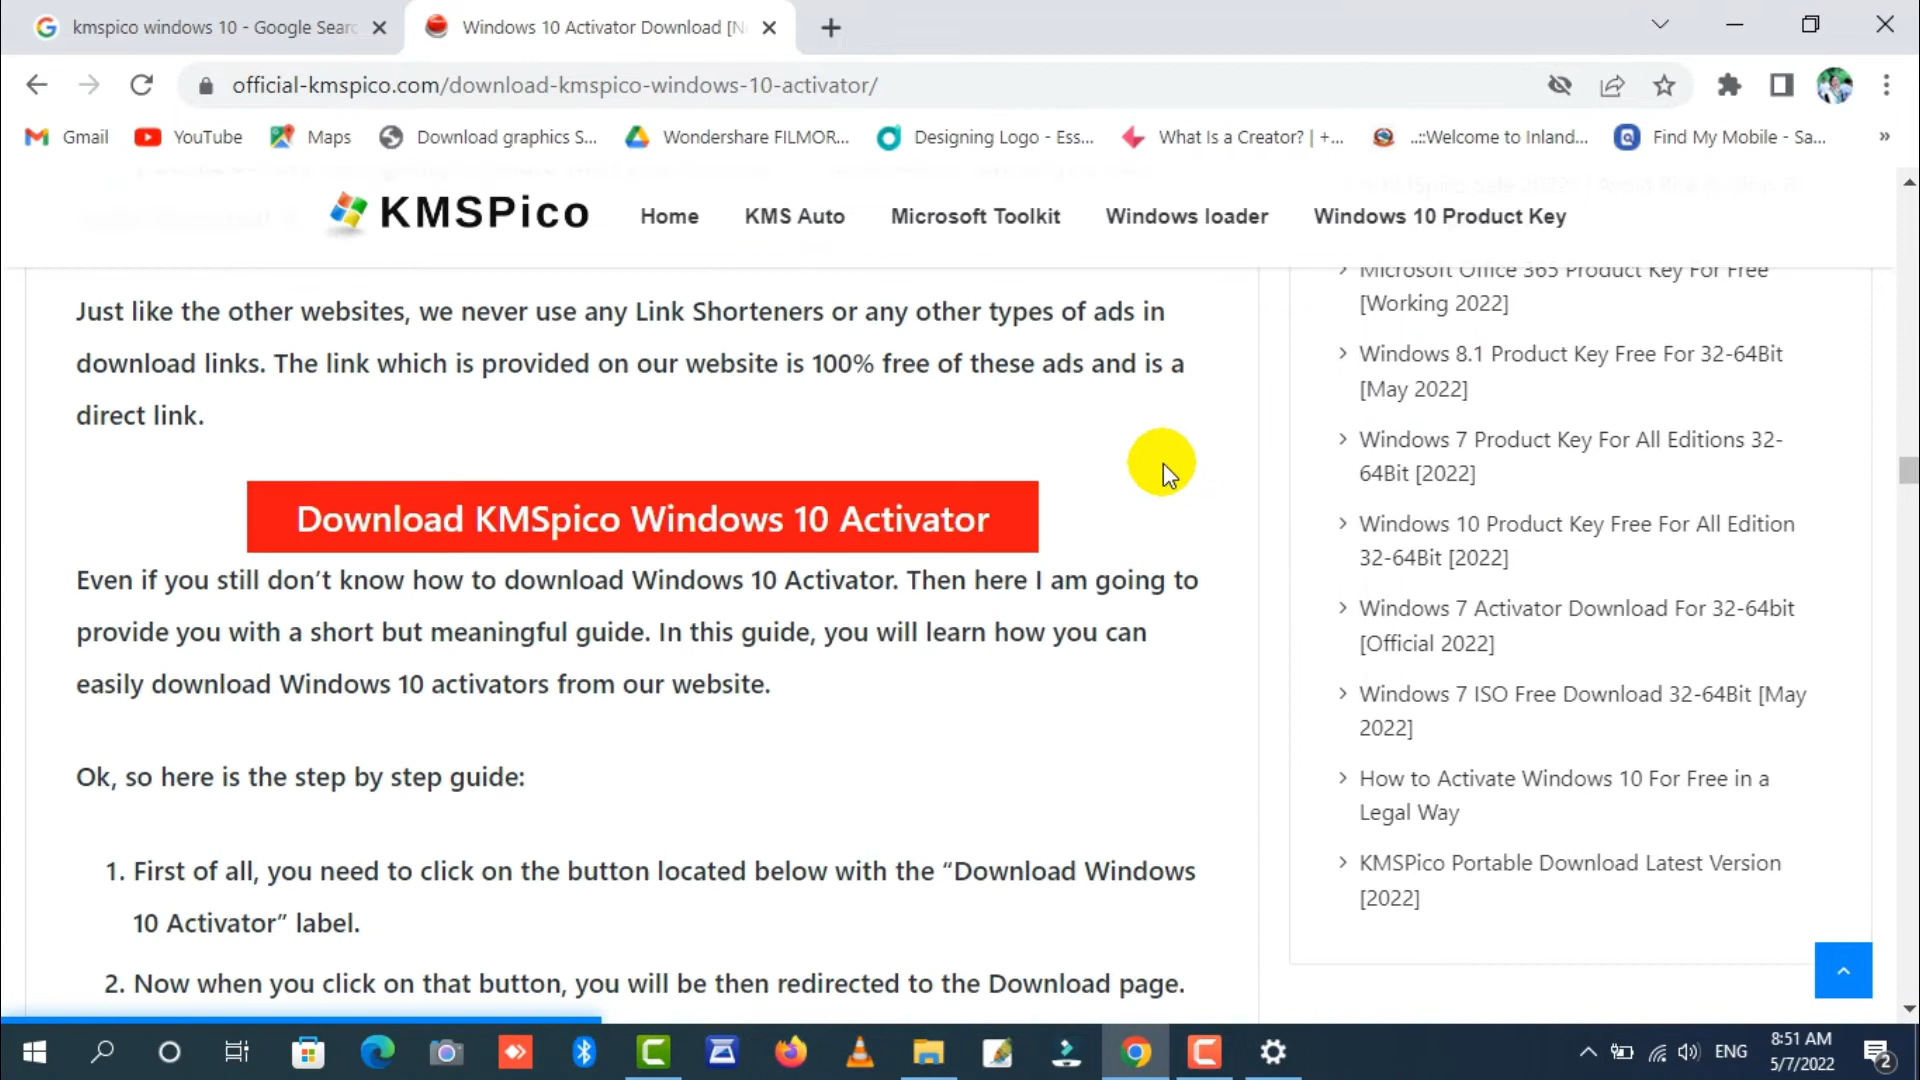 kmspico windows 10 - Google Searc
Windows 10 Activator Download [N
official-kmspico.com/download-kmspico-windows-10-activator/
Gmail
YouTube
Maps
Download graphics S...
Wondershare FILMOR...
Designing Logo - Ess...
What Is a Creator? | +...
..::Welcome to Inland...
Find My Mobile - Sa...
»
KMSPico
Home
KMS Auto
Microsoft Toolkit
Windows loader
Windows 10 Product Key
Just like the other websites, we never use any Link Shorteners or any other types of ads in
download links. The link which is provided on our website is 100% free of these ads and is a
direct link.
Download KMSpico Windows 10 Activator
Even if you still don't know how to download Windows 10 Activator. Then here I am going to
provide you with a short but meaningful guide. In this guide, you will learn how you can
easily download Windows 10 activators from our website.
Ok, so here is the step by step guide:
1. First of all, you need to click on the button located below with the “Download Windows
10 Activator” label.
2. Now when you click on that button, you will be then redirected to the Download page.
Microsoft Office 365 Product Key For Free
[Working 2022]
Windows 8.1 Product Key Free For 32-64Bit
[May 2022]
Windows 7 Product Key For All Editions 32-
64Bit [2022]
Windows 10 Product Key Free For All Edition
32-64Bit [2022]
Windows 7 Activator Download For 32-64bit
[Official 2022]
Windows 7 ISO Free Download 32-64Bit [May
2022]
How to Activate Windows 10 For Free in a
Legal Way
KMSPico Portable Download Latest Version
[2022]
ENG
8:51 AM
5/7/2022
2